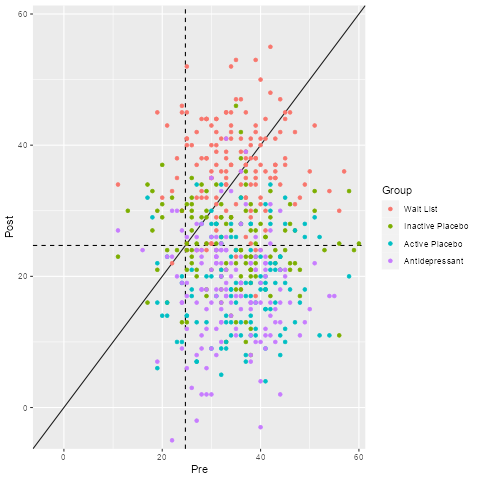 60
40
20
0
Post
0
20
40
60
Pre
Group
Wait List
Inactive Placebo
Active Placebo
Antidepressant